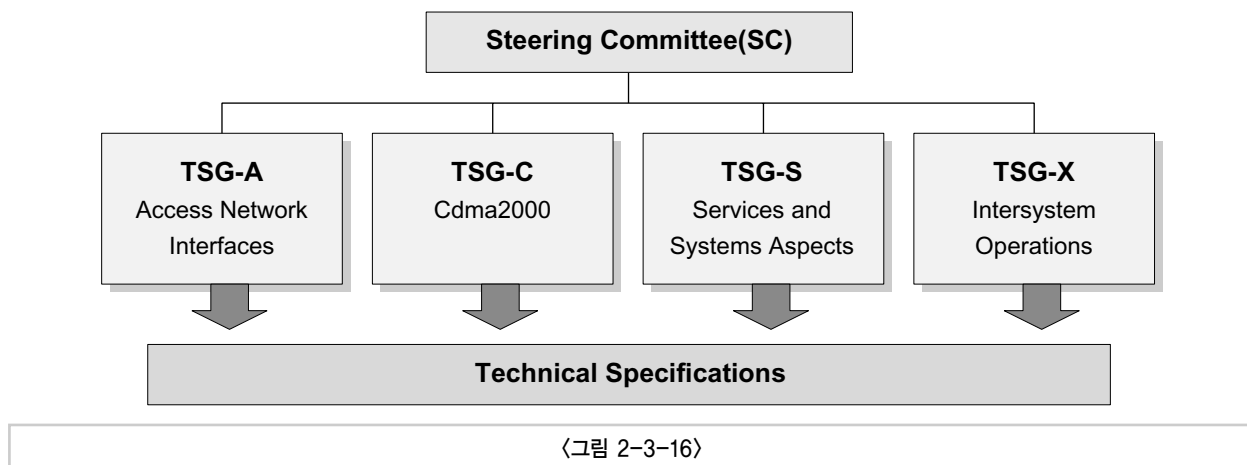 Steering Committee(SC)
TSG-A
Access Network
Interfaces
TSG-C
Cdma2000
TSG-S
Services and
Systems Aspects
TSG-X
Intersystem
Operations
Technical Specifications
〈그림 2-3-16〉